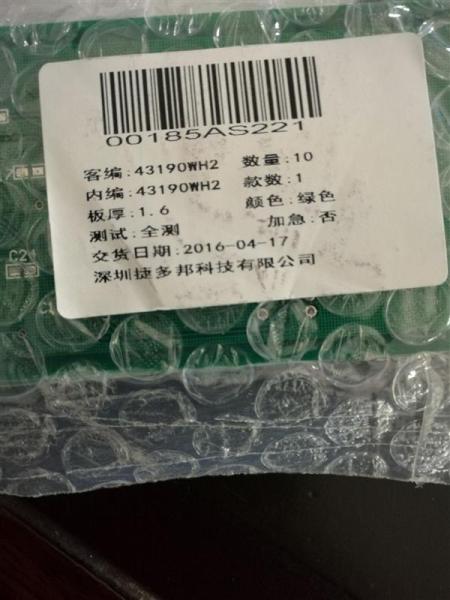 00185AS221
客编:43190WH2 数量:10
内编:43190WH2 款数:1
板厚:1.6 颜色:绿色
测试:全测 加急:否
交货日期:2016-04-17
深圳捷多邦科技有限公司
C21